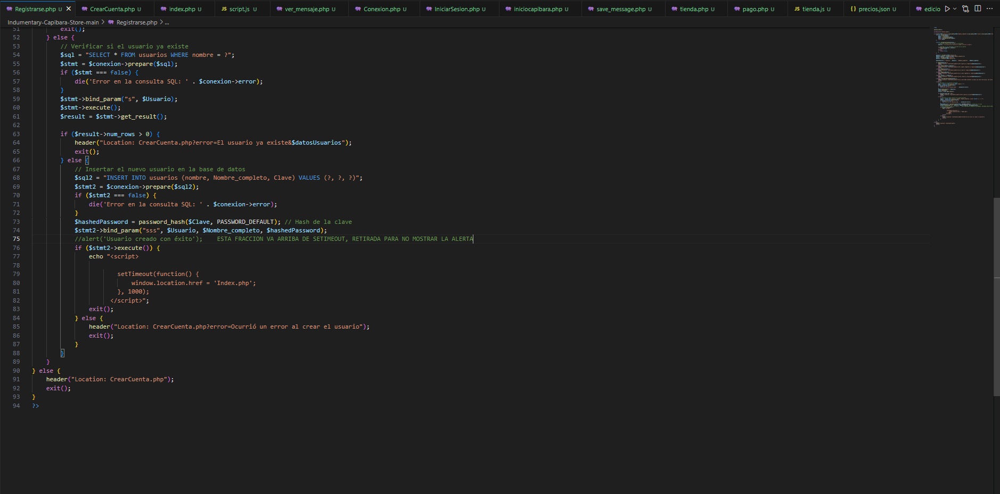 Registrarse.php U CrearCuenta.php U index.php U JS script.js U ver_mensaje.php U Conexion.php U IniciarSesion.php U iniciocapibara.php U save_message.php U tienda.php U pago.php U JS tienda.js U {} precios.json U edicio
Indumentary-Capibara-Store-main > Registrarse.php > ...
51 exit();
52 } else {
53 // Verificar si el usuario ya existe
54 $sql = "SELECT * FROM usuarios WHERE nombre = ?";
55 $stmt = $conexion->prepare($sql);
56 if ($stmt === false) {
57 die('Error en la consulta SQL: ' . $conexion->error);
58 }
59 $stmt->bind_param("s", $Usuario);
60 $stmt->execute();
61 $result = $stmt->get_result();
62
63 if ($result->num_rows > 0) {
64 header("Location: CrearCuenta.php?error=El usuario ya existe&$datosUsuarios");
65 exit();
66 } else {
67 // Insertar el nuevo usuario en la base de datos
68 $sql2 = "INSERT INTO usuarios (nombre, Nombre_completo, Clave) VALUES (?, ?, ?)";
69 $stmt2 = $conexion->prepare($sql2);
70 if ($stmt2 === false) {
71 die('Error en la consulta SQL: ' . $conexion->error);
72 }
73 $hashedPassword = password_hash($Clave, PASSWORD_DEFAULT); // Hash de la clave
74 $stmt2->bind_param("sss", $Usuario, $Nombre_completo, $hashedPassword);
75 //alert('Usuario creado con éxito'); ESTA FRACCION VA ARRIBA DE SETIMEOUT, RETIRADA PARA NO MOSTRAR LA ALERTA
76 if ($stmt2->execute()) {
77 echo "<script>
78
79 setTimeout(function() {
80 window.location.href = 'Index.php';
81 }, 1000);
82 </script>";
83 exit();
84 } else {
85 header("Location: CrearCuenta.php?error=Ocurrió un error al crear el usuario");
86 exit();
87 }
88 }
89 }
90 } else {
91 header("Location: CrearCuenta.php");
92 exit();
93 }
94 ?>